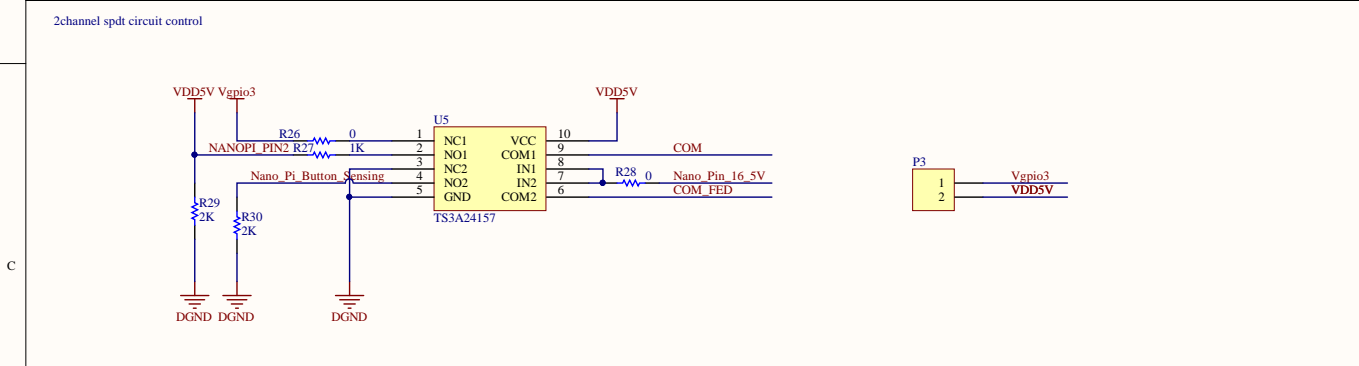 2channel spdt circuit control
VDD5V Vgpio3
VDD5V
U5
R26 0 1 NC1 VCC 10
NANOPI_PIN2 R27 1K 2 NO1 COM1 9 COM
3 NC2 IN1 8
Nano_Pi_Button_Sensing 4 NO2 IN2 7 R28 0 Nano_Pin_16_5V
5 GND COM2 6 COM_FED
TS3A24157
P3
1 Vgpio3
2 VDD5V
R29
2K
R30
2K
C
DGND DGND DGND